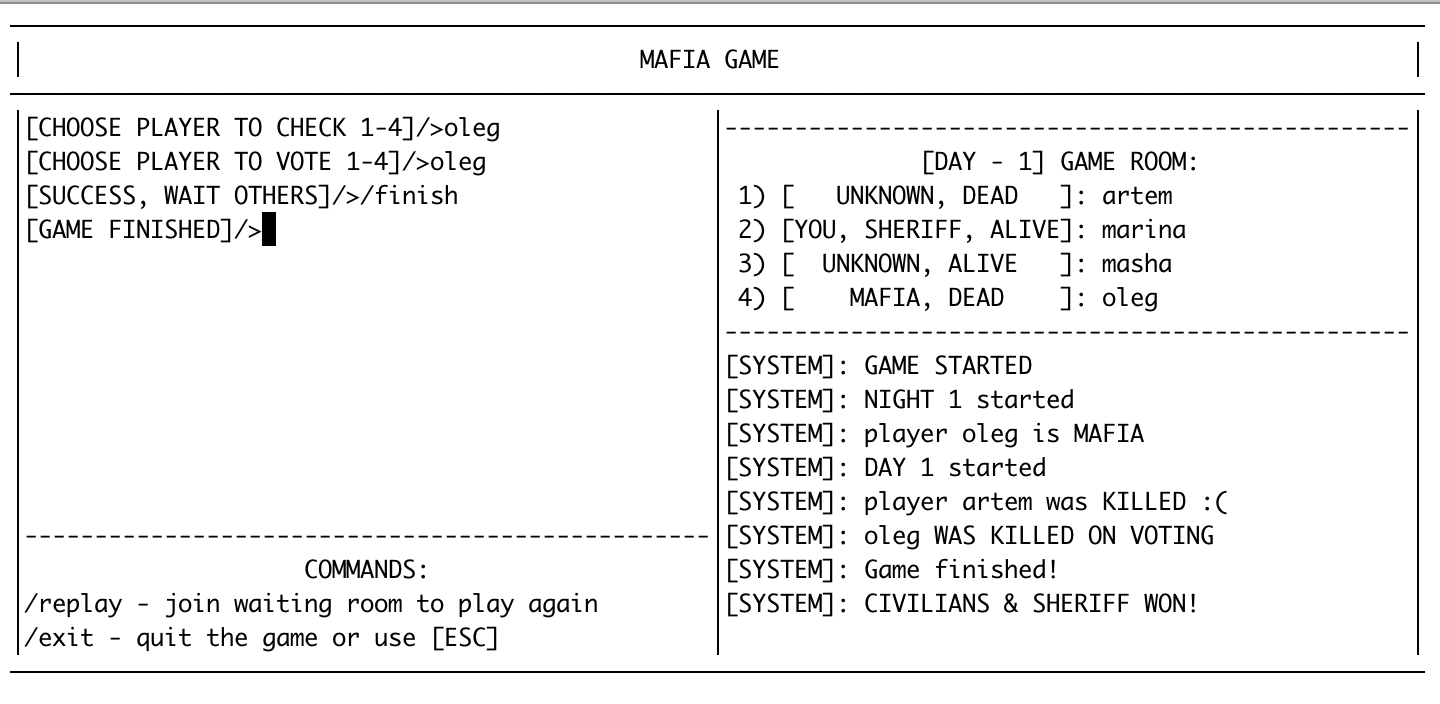 MAFIA GAME
[CHOOSE PLAYER TO CHECK 1-4]/>oleg
[CHOOSE PLAYER TO VOTE 1-4]/>oleg
[SUCCESS, WAIT OTHERS]/>/finish
[GAME FINISHED]/>
-------------------------------------------------
COMMANDS:
/replay - join waiting room to play again
/exit - quit the game or use [ESC]
-------------------------------------------------
[DAY - 1] GAME ROOM:
1) [   UNKNOWN, DEAD   ]: artem
2) [YOU, SHERIFF, ALIVE]: marina
3) [  UNKNOWN, ALIVE   ]: masha
4) [    MAFIA, DEAD    ]: oleg
-------------------------------------------------
[SYSTEM]: GAME STARTED
[SYSTEM]: NIGHT 1 started
[SYSTEM]: player oleg is MAFIA
[SYSTEM]: DAY 1 started
[SYSTEM]: player artem was KILLED :(
[SYSTEM]: oleg WAS KILLED ON VOTING
[SYSTEM]: Game finished!
[SYSTEM]: CIVILIANS & SHERIFF WON!